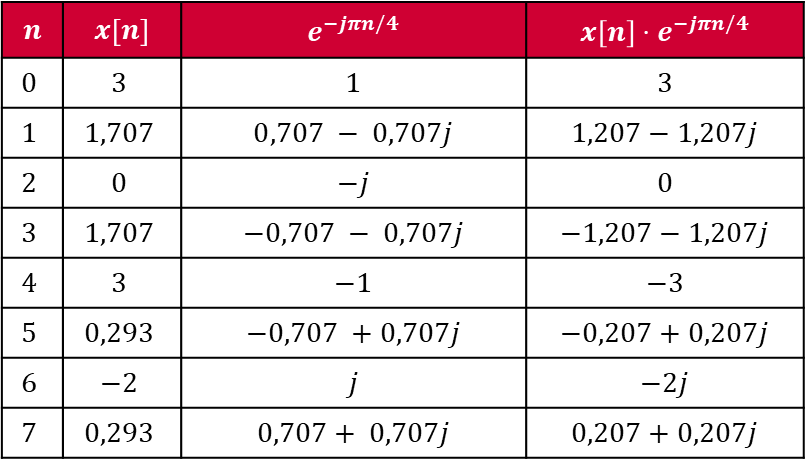 n x[n] e^{−jπn/4} x[n] · e^{−jπn/4}
0 3 1 3
1 1,707 0,707 − 0,707j 1,207 − 1,207j
2 0 −j 0
3 1,707 −0,707 − 0,707j −1,207 − 1,207j
4 3 −1 −3
5 0,293 −0,707 + 0,707j −0,207 + 0,207j
6 −2 j −2j
7 0,293 0,707 + 0,707j 0,207 + 0,207j